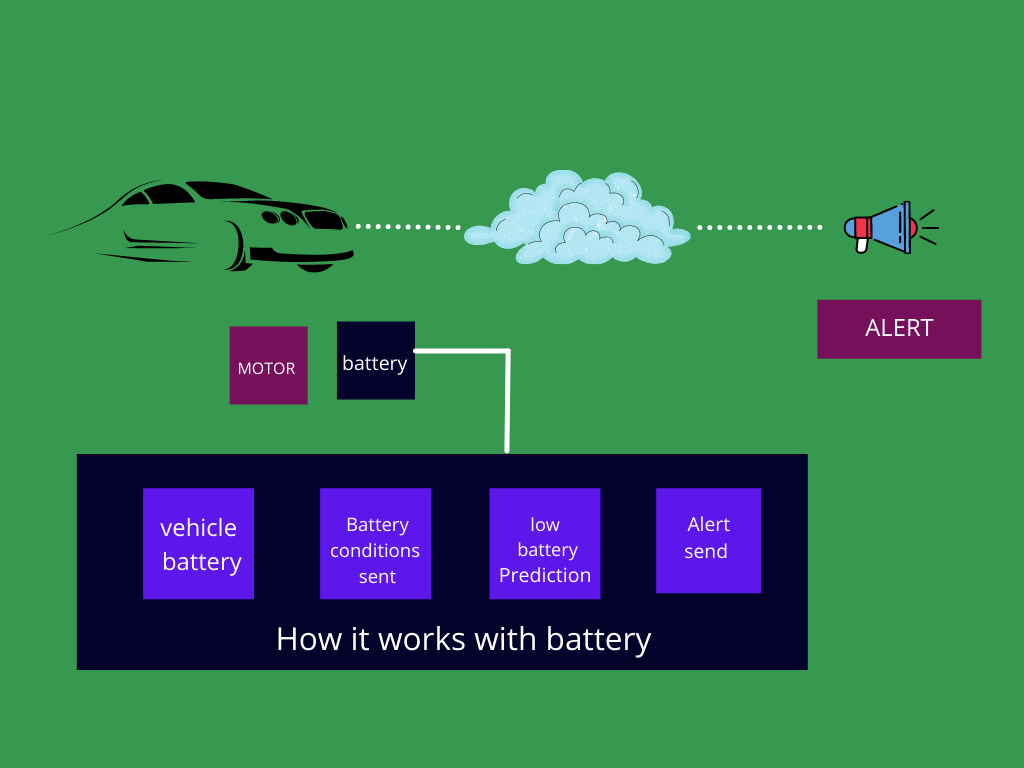 ALERT
MOTOR
battery
vehicle
battery
Battery
conditions
sent
low
battery
Prediction
Alert
send
How it works with battery